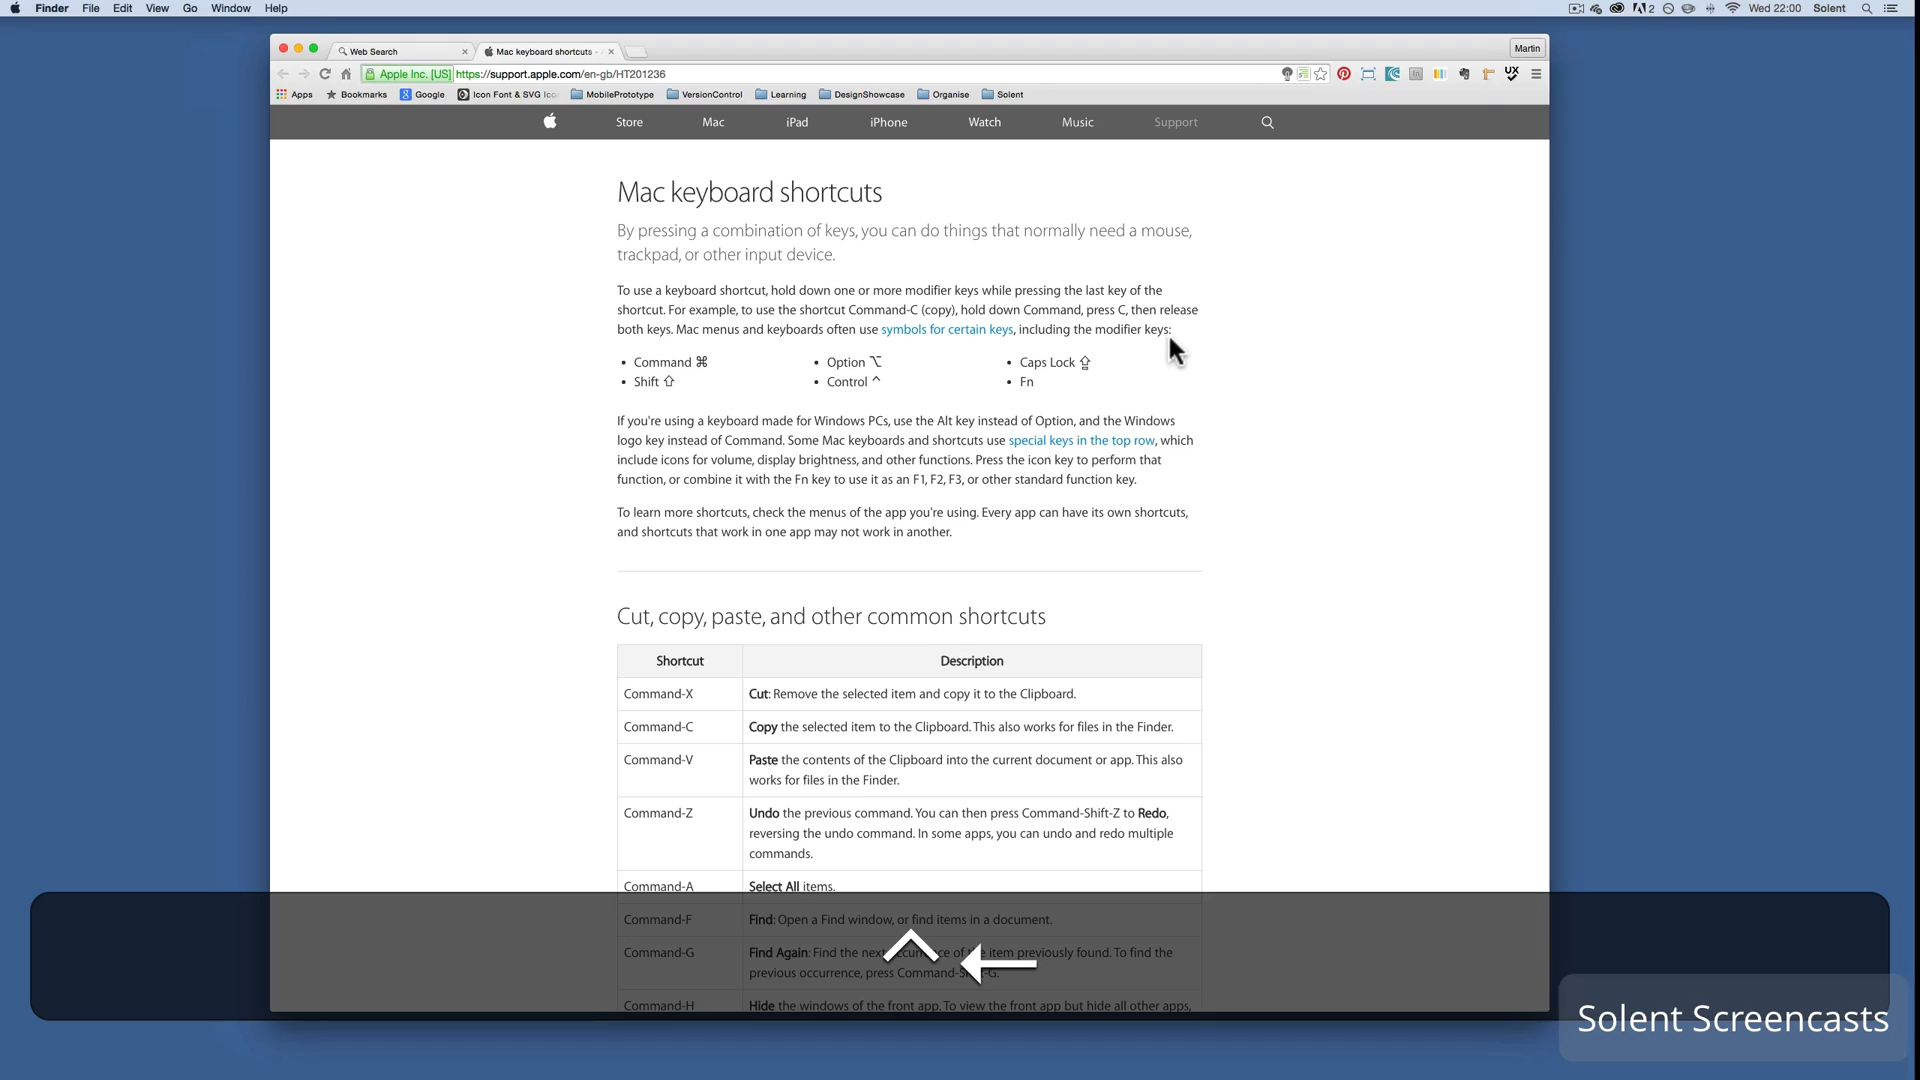 Finder File Edit View Go Window Help
2 Wed 22:00 Solent
Web Search
Mac keyboard shortcuts -
Martin
Apple Inc. [US] https://support.apple.com/en-gb/HT201236
UX
Apps Bookmarks Google Icon Font & SVG Ico MobilePrototype VersionControl Learning DesignShowcase Organise Solent
Store Mac iPad iPhone Watch Music Support
Mac keyboard shortcuts
By pressing a combination of keys, you can do things that normally need a mouse,
trackpad, or other input device.
To use a keyboard shortcut, hold down one or more modifier keys while pressing the last key of the
shortcut. For example, to use the shortcut Command-C (copy), hold down Command, press C, then release
both keys. Mac menus and keyboards often use symbols for certain keys, including the modifier keys:
• Command ⌘ • Option ⌥ • Caps Lock ⇪
• Shift ⇧ • Control ^ • Fn
If you're using a keyboard made for Windows PCs, use the Alt key instead of Option, and the Windows
logo key instead of Command. Some Mac keyboards and shortcuts use special keys in the top row, which
include icons for volume, display brightness, and other functions. Press the icon key to perform that
function, or combine it with the Fn key to use it as an F1, F2, F3, or other standard function key.
To learn more shortcuts, check the menus of the app you're using. Every app can have its own shortcuts,
and shortcuts that work in one app may not work in another.
Cut, copy, paste, and other common shortcuts
Shortcut Description
Command-X Cut: Remove the selected item and copy it to the Clipboard.
Command-C Copy the selected item to the Clipboard. This also works for files in the Finder.
Command-V Paste the contents of the Clipboard into the current document or app. This also
works for files in the Finder.
Command-Z Undo the previous command. You can then press Command-Shift-Z to Redo,
reversing the undo command. In some apps, you can undo and redo multiple
commands.
Command-A Select All items.
Command-F Find: Open a Find window, or find items in a document.
Command-G Find Again: Find the next occurrence of the item previously found. To find the
previous occurrence, press Command-Shift-G.
Command-H Hide the windows of the front app. To view the front app but hide all other apps,
^ ←
Solent Screencasts